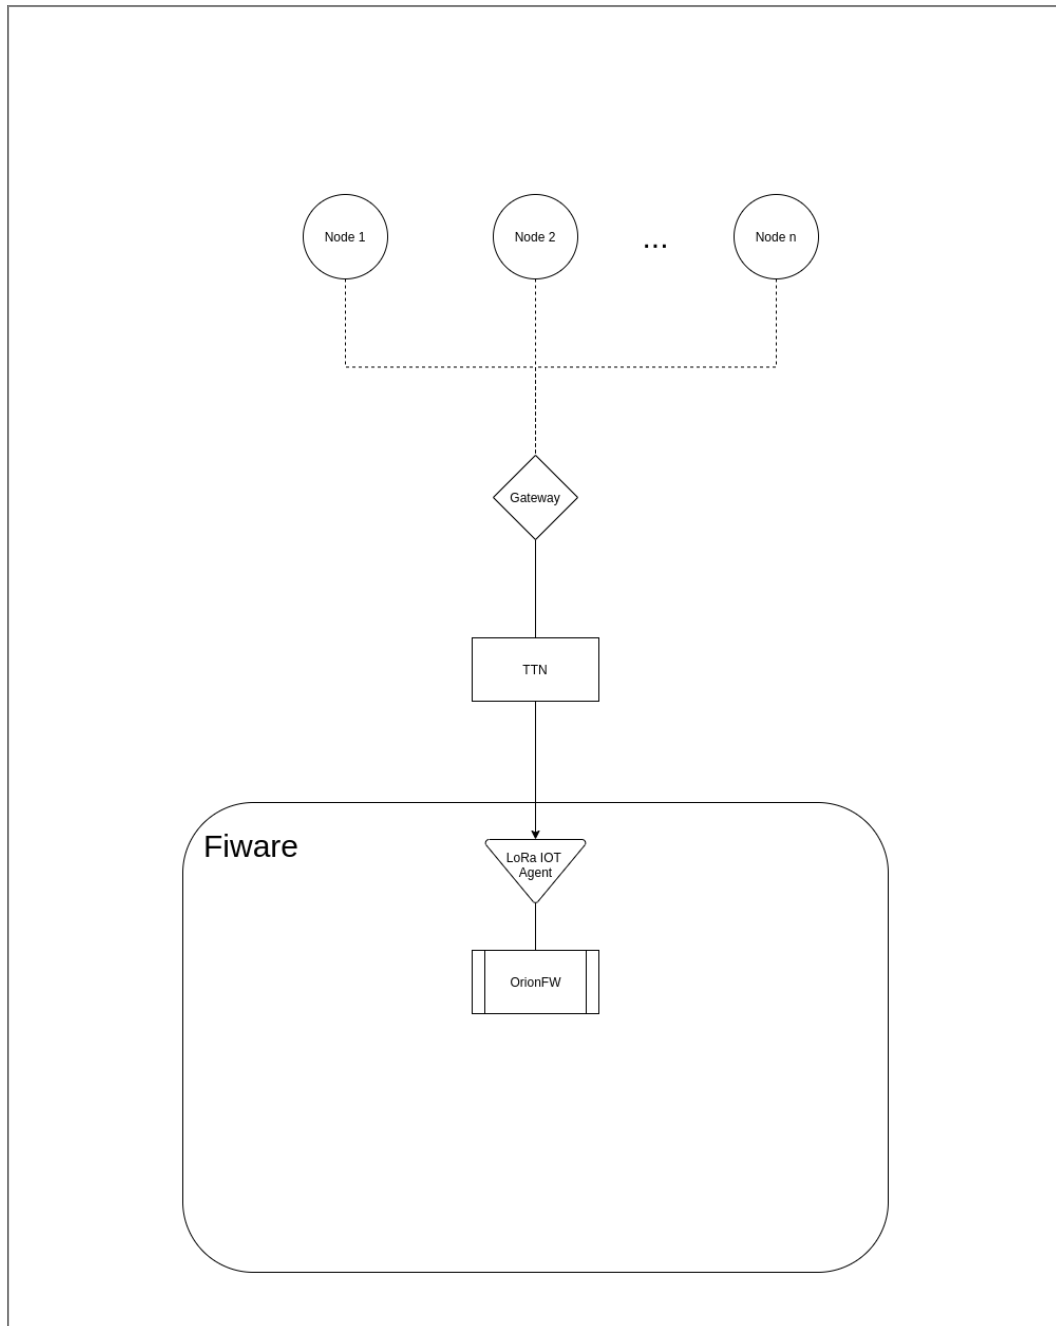 Node 1
Node 2
...
Node n
Gateway
TTN
Fiware
LoRa IOT
Agent
OrionFW